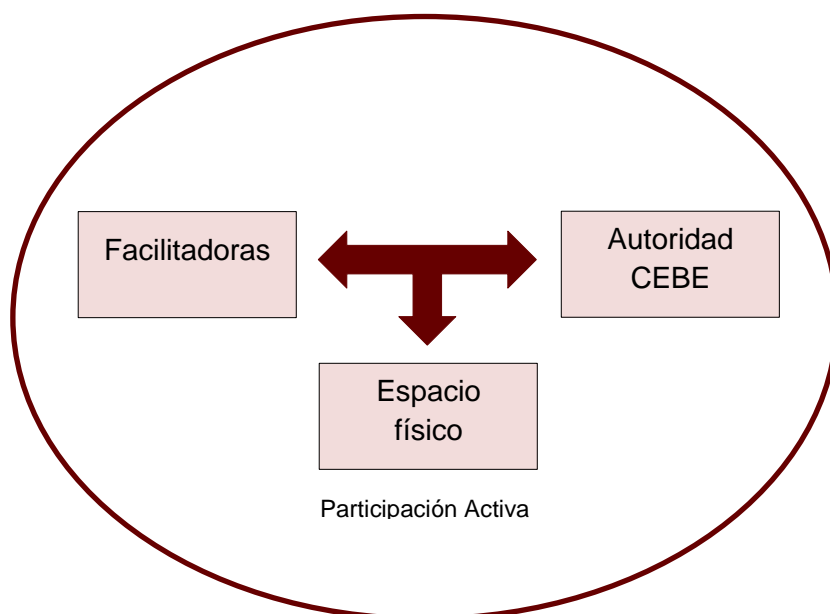 Facilitadoras
Autoridad
CEBE
Espacio
físico
Participación Activa